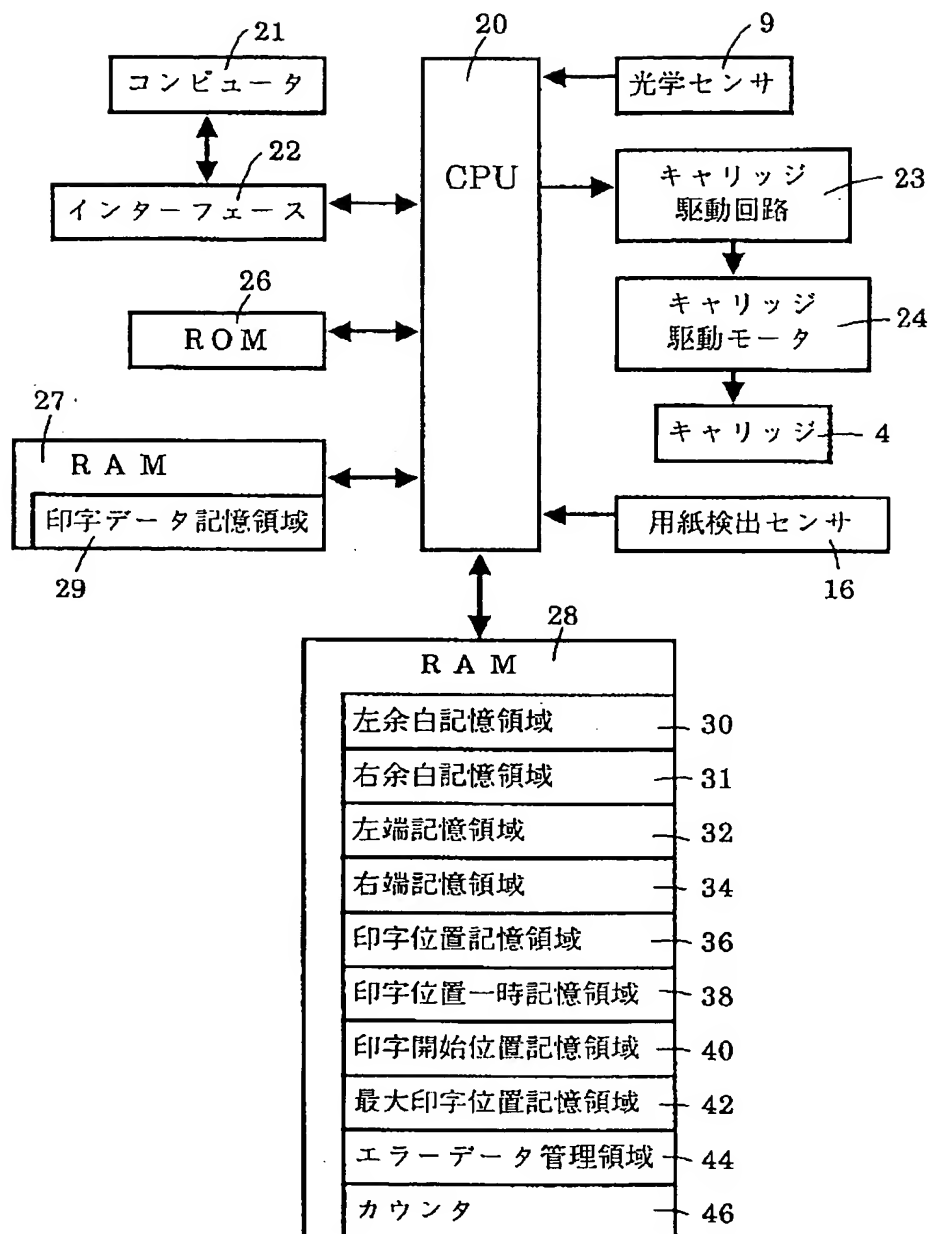 21
コンピュータ
22
インターフェース
26
ROM
27
RAM
印字データ記憶領域
29
20
CPU
9
光学センサ
キャリッジ
駆動回路
23
キャリッジ
駆動モータ
24
キャリッジ
4
用紙検出センサ
16
28
RAM
左余白記憶領域
30
右余白記憶領域
31
左端記憶領域
32
右端記憶領域
34
印字位置記憶領域
36
印字位置一時記憶領域
38
印字開始位置記憶領域
40
最大印字位置記憶領域
42
エラーデータ管理領域
44
カウンタ
46